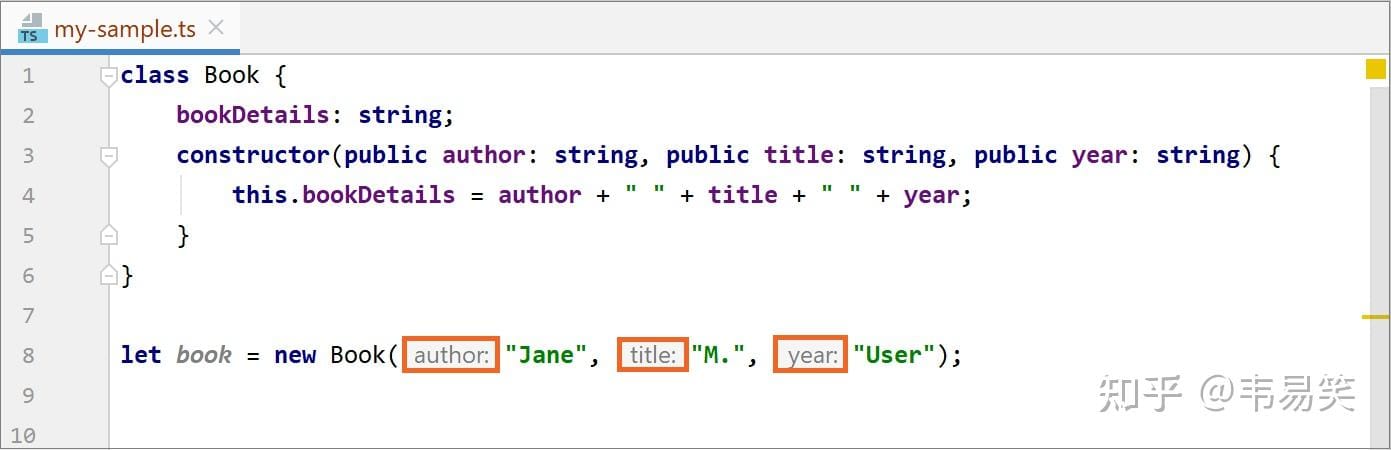 TS my-sample.ts
1 class Book {
2 bookDetails: string;
3 constructor(public author: string, public title: string, public year: string) {
4 this.bookDetails = author + " " + title + " " + year;
5 }
6 }
7
8 let book = new Book( author: "Jane", title: "M.", year: "User");
9
10
知乎 @韦易笑